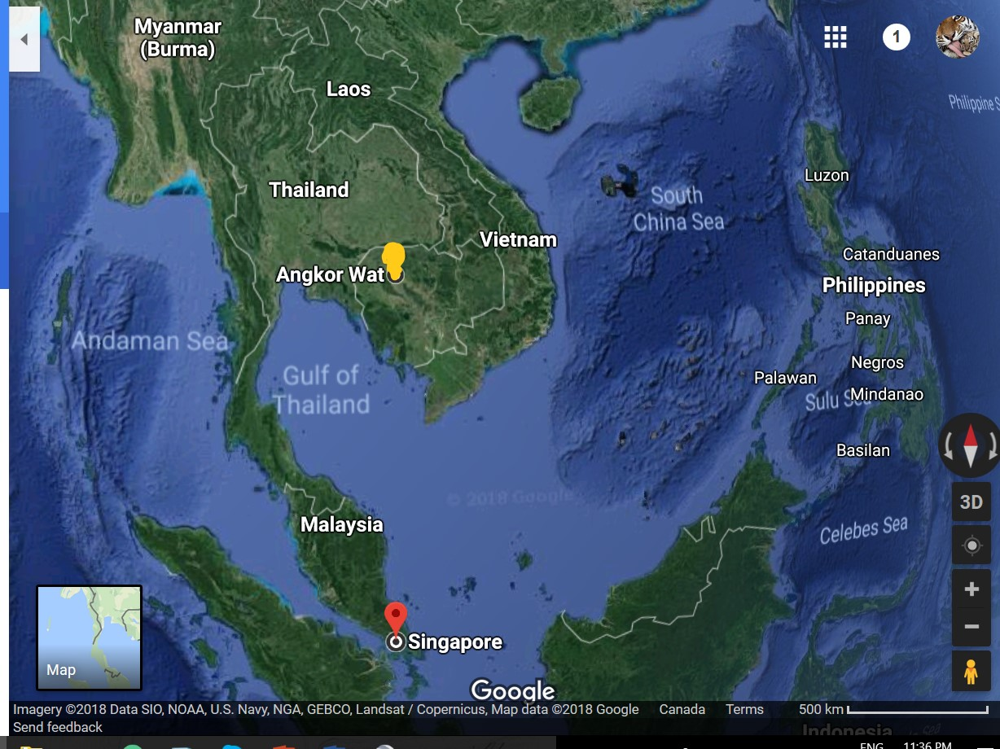 Myanmar
(Burma)
1
Laos
Philippine S
Luzon
Thailand
South
China Sea
Vietnam
Catanduanes
Angkor Wat
Philippines
Panay
Andaman Sea
Negros
Gulf of
Thailand
Palawan
Sulu Sea
Mindanao
Basilan
© 2018 Google
3D
Malaysia
Celebes Sea
Singapore
Map
Google
Imagery ©2018 Data SIO, NOAA, U.S. Navy, NGA, GEBCO, Landsat / Copernicus, Map data ©2018 Google Canada Terms 500 km
Send feedback
Indonesia
ENG 11:36 PM